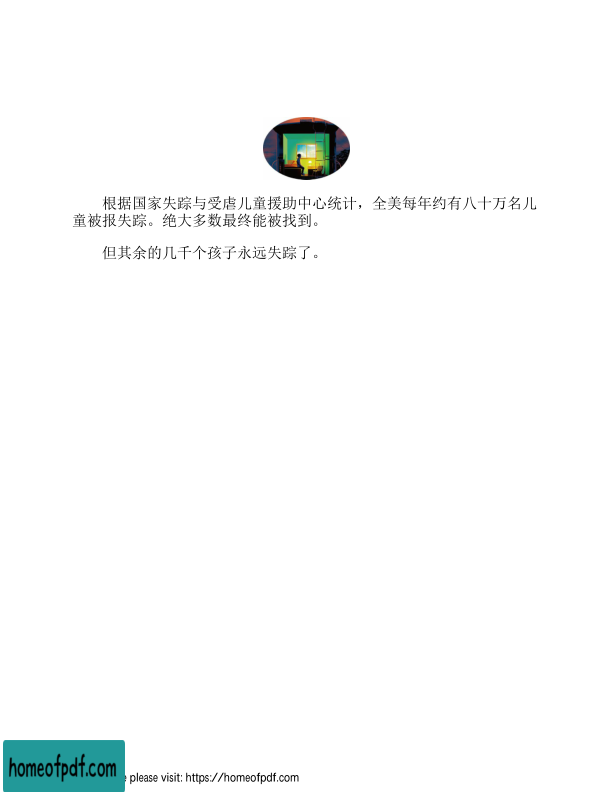 根据国家失踪与受虐儿童援助中心统计，全美每年约有八十万名儿
童被报失踪。绝大多数最终能被找到。
但其余的几千个孩子永远失踪了。
homeofpdf.com
please visit: https://homeofpdf.com